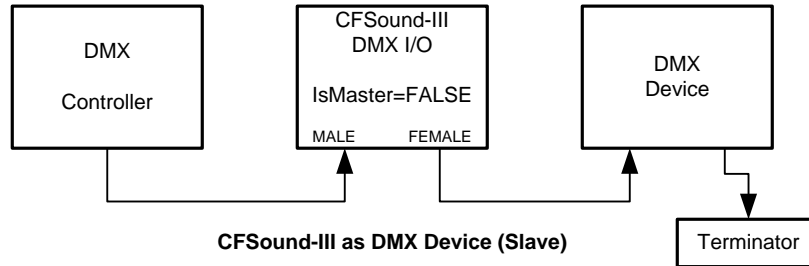 DMX
Controller
CFSound-III
DMX I/O
IsMaster=FALSE
MALE FEMALE
DMX
Device
CFSound-III as DMX Device (Slave)
Terminator